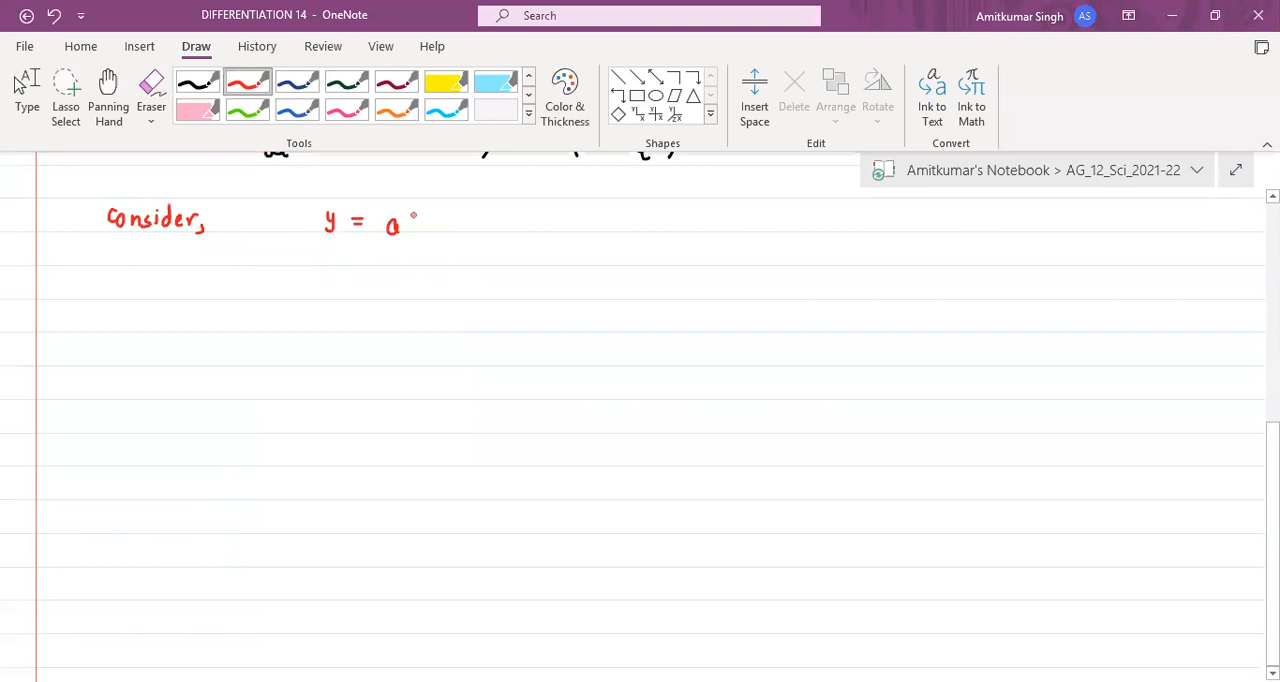 DIFFERENTIATION 14 - OneNote
Search
Amitkumar Singh AS
File Home Insert Draw History Review View Help
Type Lasso Select Panning Hand Eraser Color & Thickness Insert Space Delete Arrange Rotate Ink to Text Ink to Math
Tools Shapes Edit Convert
Amitkumar's Notebook > AG_12_Sci_2021-22
Consider, y = a